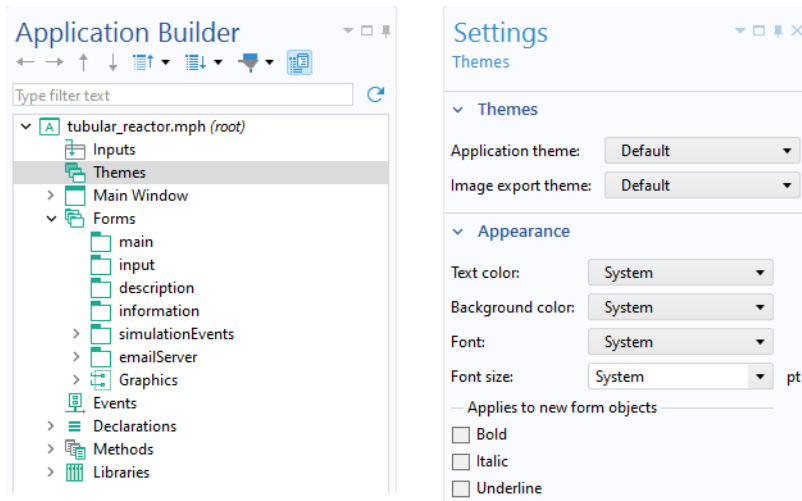 Application Builder
Type filter text
A tubular_reactor.mph (root)
Inputs
Themes
Main Window
Forms
main
input
description
information
simulationEvents
emailServer
Graphics
Events
Declarations
Methods
Libraries
Settings
Themes
Themes
Application theme: Default
Image export theme: Default
Appearance
Text color: System
Background color: System
Font: System
Font size: System pt
Applies to new form objects
Bold
Italic
Underline